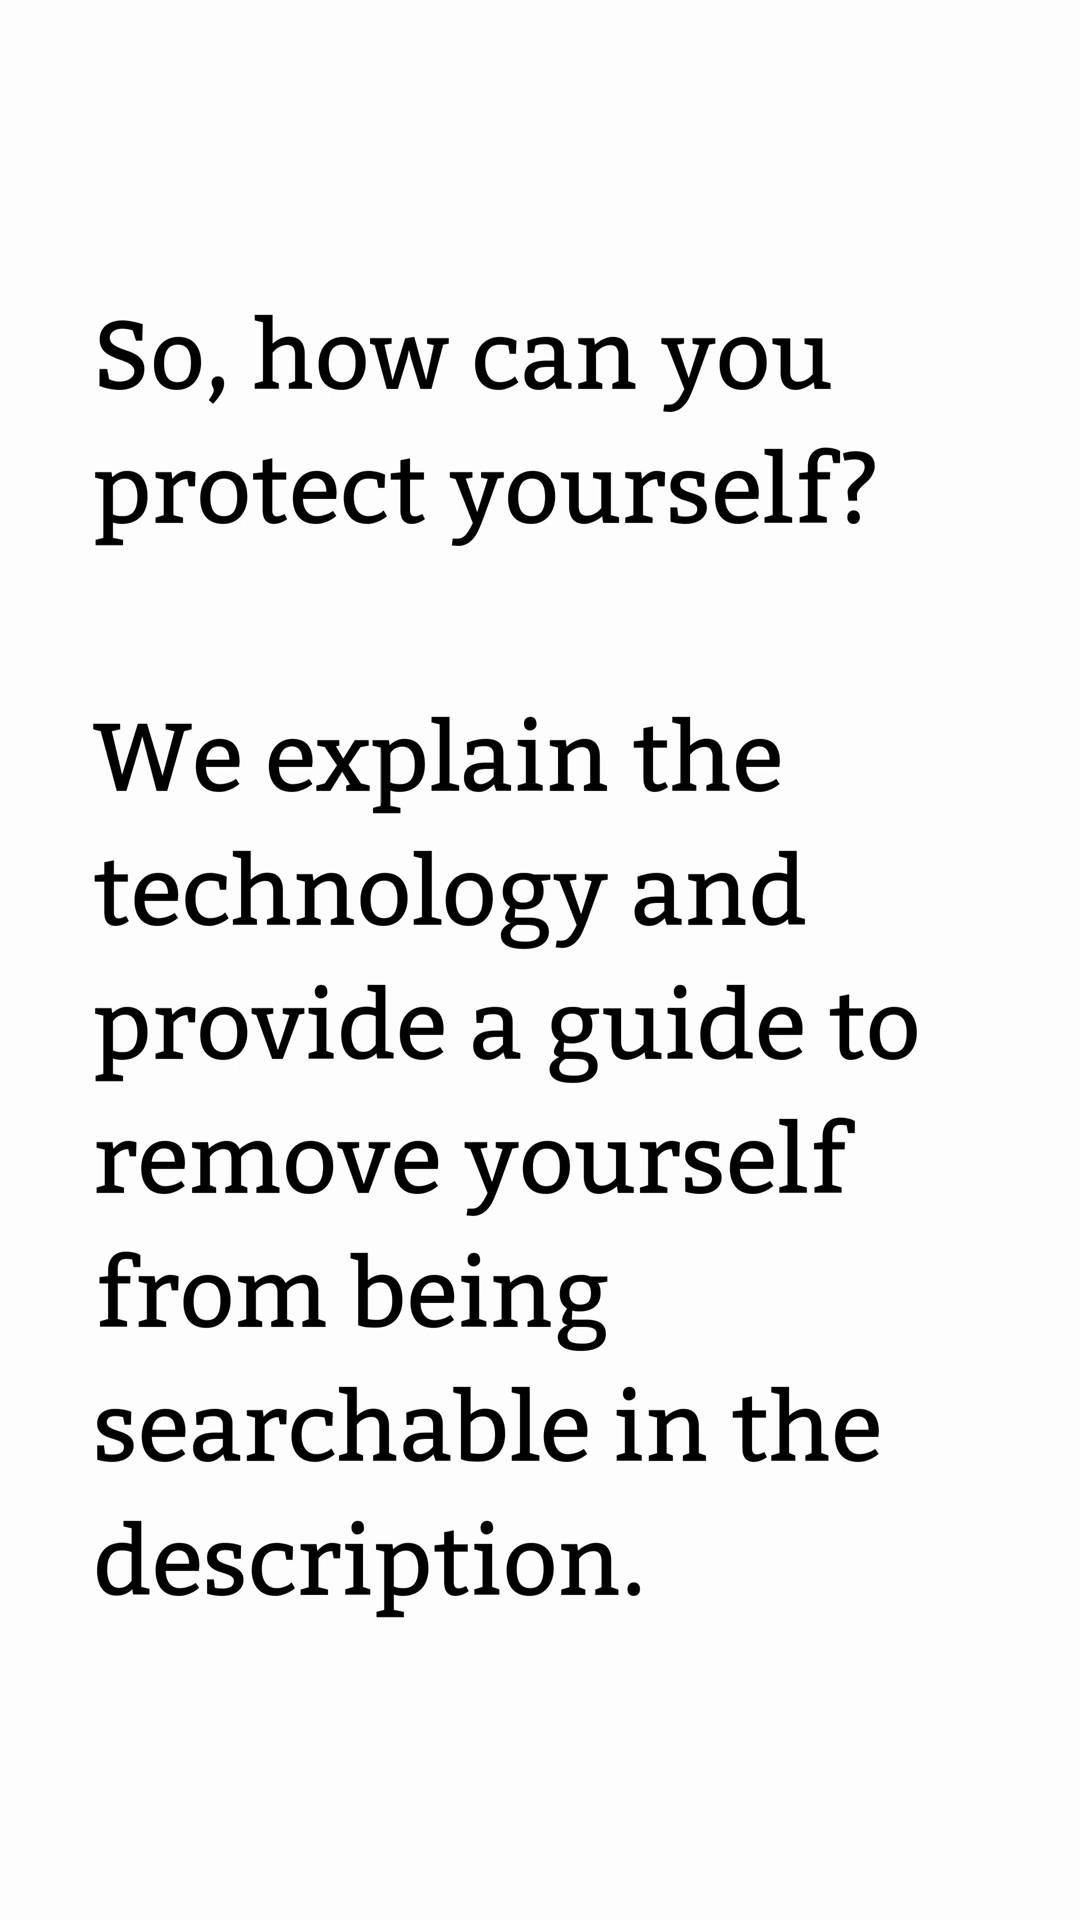 So, how can you
protect yourself?
We explain the
technology and
provide a guide to
remove yourself
from being
searchable in the
description.